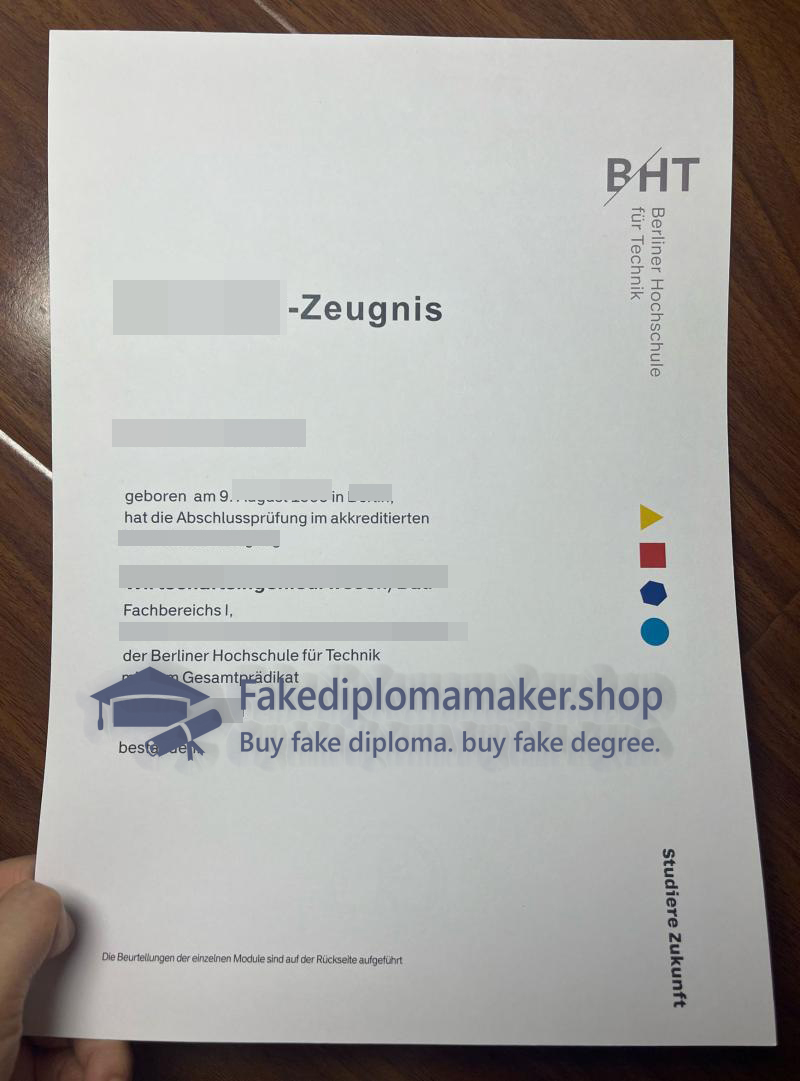 BHT
Berliner Hochschule
für Technik
-Zeugnis
geboren am 9. in
hat die Abschlussprüfung im akkreditierten
Fachbereichs I,
der Berliner Hochschule für Technik
Gesamtprädikat
Fakediplomamaker.shop
Buy fake diploma. buy fake degree.
Studiere Zukunft
Die Beurteilungen der einzelnen Module sind auf der Rückseite aufgeführt